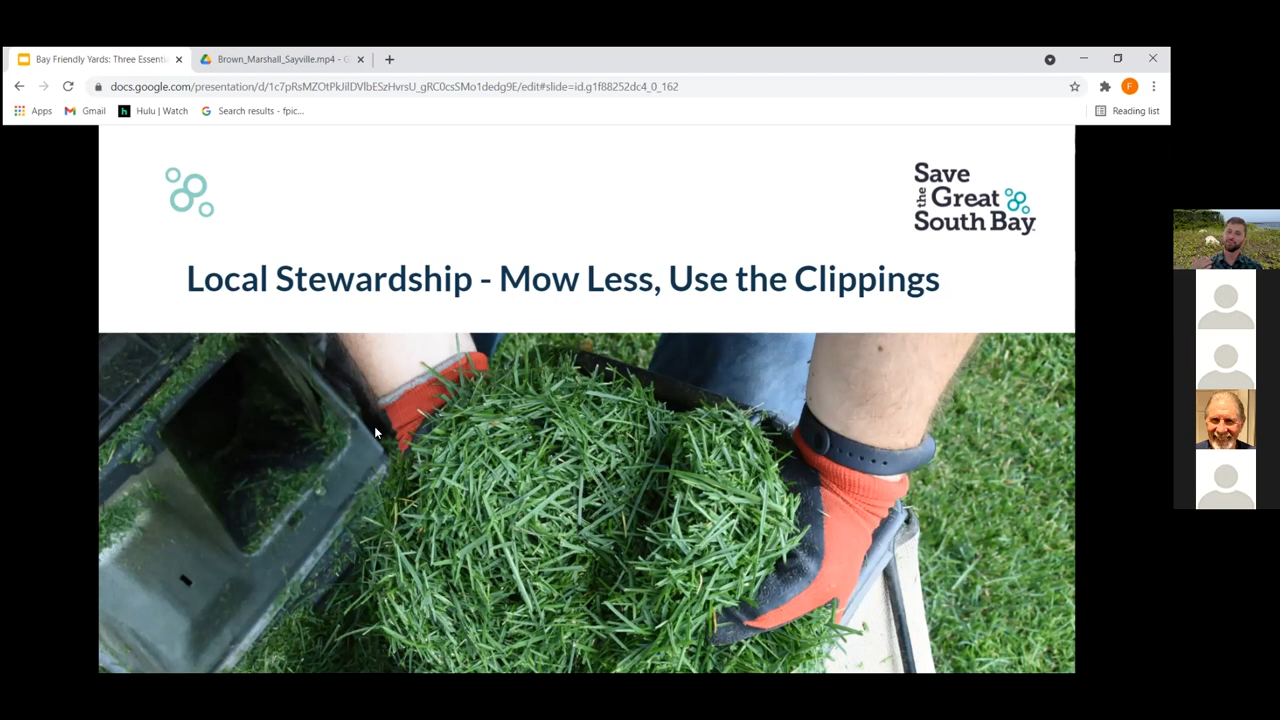 Bay Friendly Yards: Three Essenti
Brown_Marshall_Sayville.mp4 - G
docs.google.com/presentation/d/1c7pRsMZOtPkJilDVlbESzHvrsU_gRC0csSMo1dedg9E/edit#slide=id.g1f88252dc4_0_162
F
Apps
Gmail
h
Hulu | Watch
G
Search results - fpic...
Reading list
Save
the Great
South Bay
Local Stewardship - Mow Less, Use the Clippings